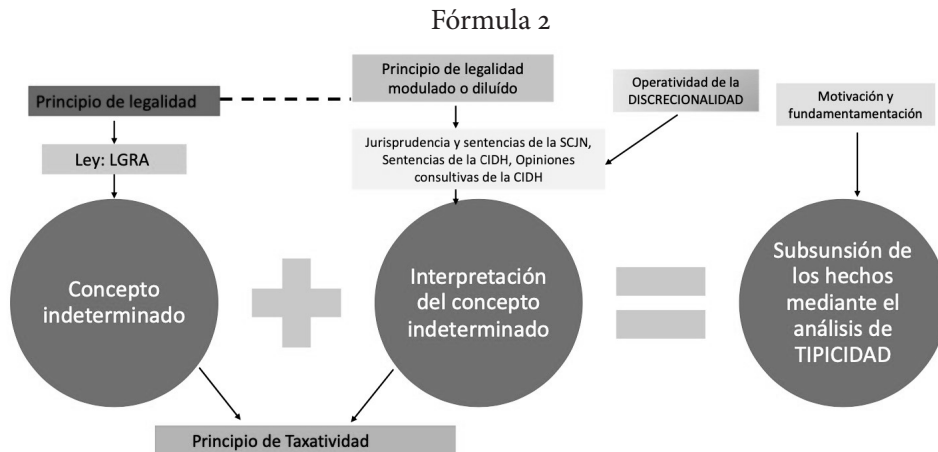 Fórmula 2
Principio de legalidad
Principio de legalidad
modulado o diluído
Operatividad de la
DISCRECIONALIDAD)
Motivación y
fundamentamentación
Ley: LGRA
Jurisprudencia y sentencias de la SCJN,
Sentencias de la CIDH, Opiniones
consultivas de la CIDH
Concepto
indeterminado
Interpretación
del concepto
indeterminado
Subsunsión de
los hechos
mediante el
análisis de
TIPICIDAD
Principio de Taxatividad